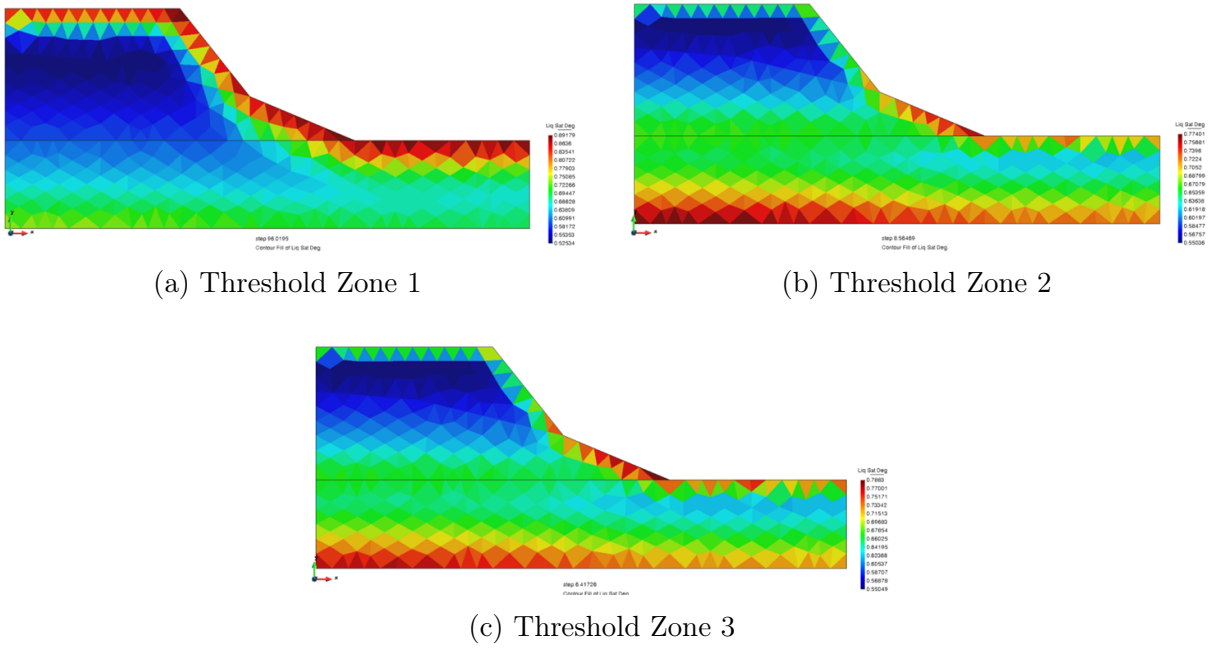 Liq Sat Deg
0.89179
0.8636
0.83541
0.80722
0.77903
0.75085
0.72266
0.69447
0.66628
0.63809
0.60991
0.58172
0.55353
0.52534
z
x
step 96.0195
Contour Fill of Liq Sat Deg.
(a) Threshold Zone 1
Liq Sat Deg
0.77401
0.75681
0.7396
0.7224
0.7052
0.68799
0.67079
0.65359
0.63638
0.61918
0.60197
0.58477
0.56757
0.55036
x
step 8.56469
Contour Fill of Liq Sat Deg.
(b) Threshold Zone 2
Liq Sat Deg
0.7883
0.77001
0.75171
0.73342
0.71513
0.69683
0.67854
0.66025
0.64195
0.62366
0.60537
0.58707
0.56878
0.55049
x
step 6.41728
Contour Fill of Liq Sat Deg.
(c) Threshold Zone 3